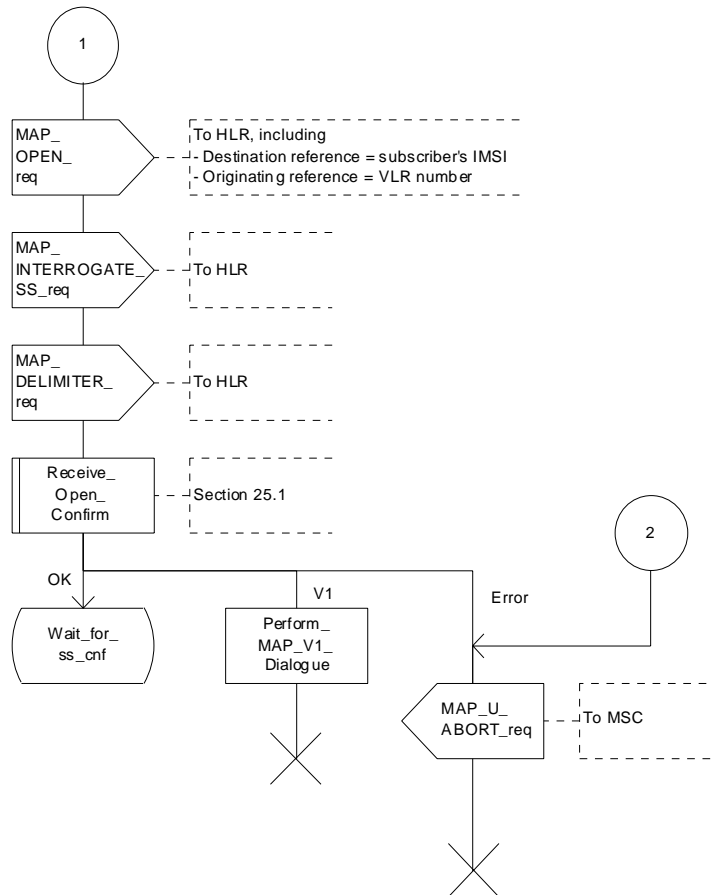 1
MAP_
OPEN_
req
To HLR, including
- Destination reference = subscriber's IMSI
- Originating reference = VLR number
MAP_
INTERROGATE_
SS_req
To HLR
MAP_
DELIMITER_
req
To HLR
Receive_
Open_
Confirm
Section 25.1
2
OK
V1
Error
Wait_for_
ss_cnf
Perform_
MAP_V1_
Dialogue
MAP_U_
ABORT_req
To MSC